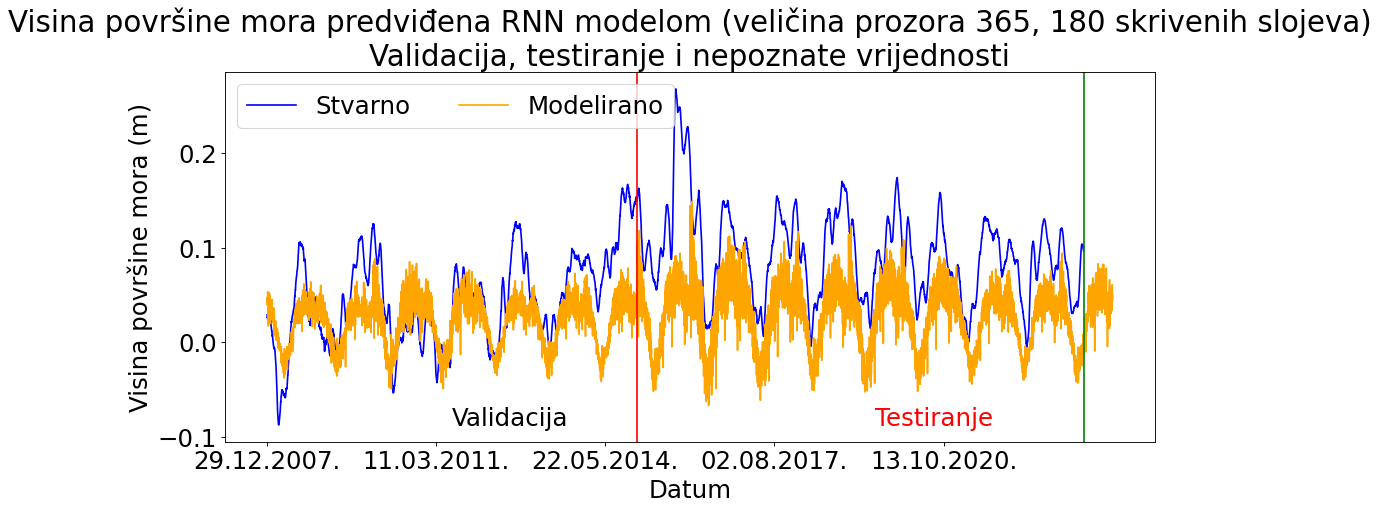 Visina površine mora predviđena RNN modelom (veličina prozora 365, 180 skrivenih slojeva)
Validacija, testiranje i nepoznate vrijednosti
Stvarno
Modelirano
Visina površine mora (m)
0.2
0.1
0.0
−0.1
Validacija
Testiranje
29.12.2007.
11.03.2011.
22.05.2014.
02.08.2017.
13.10.2020.
Datum